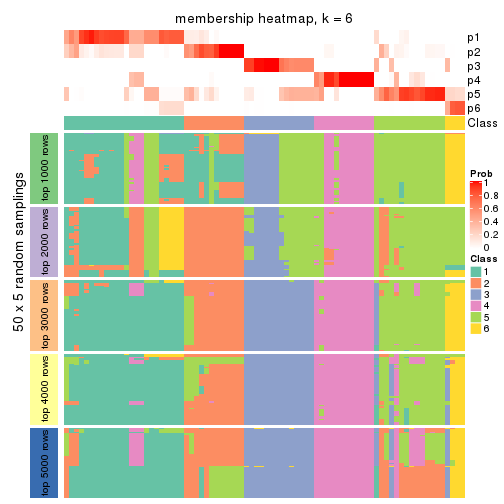 membership heatmap, k = 6
p1
p2
p3
p4
p5
p6
Class
50 x 5 random samplings
top 1000 rows
top 2000 rows
top 3000 rows
top 4000 rows
top 5000 rows
Prob
1
0.8
0.6
0.4
0.2
0
Class
1
2
3
4
5
6